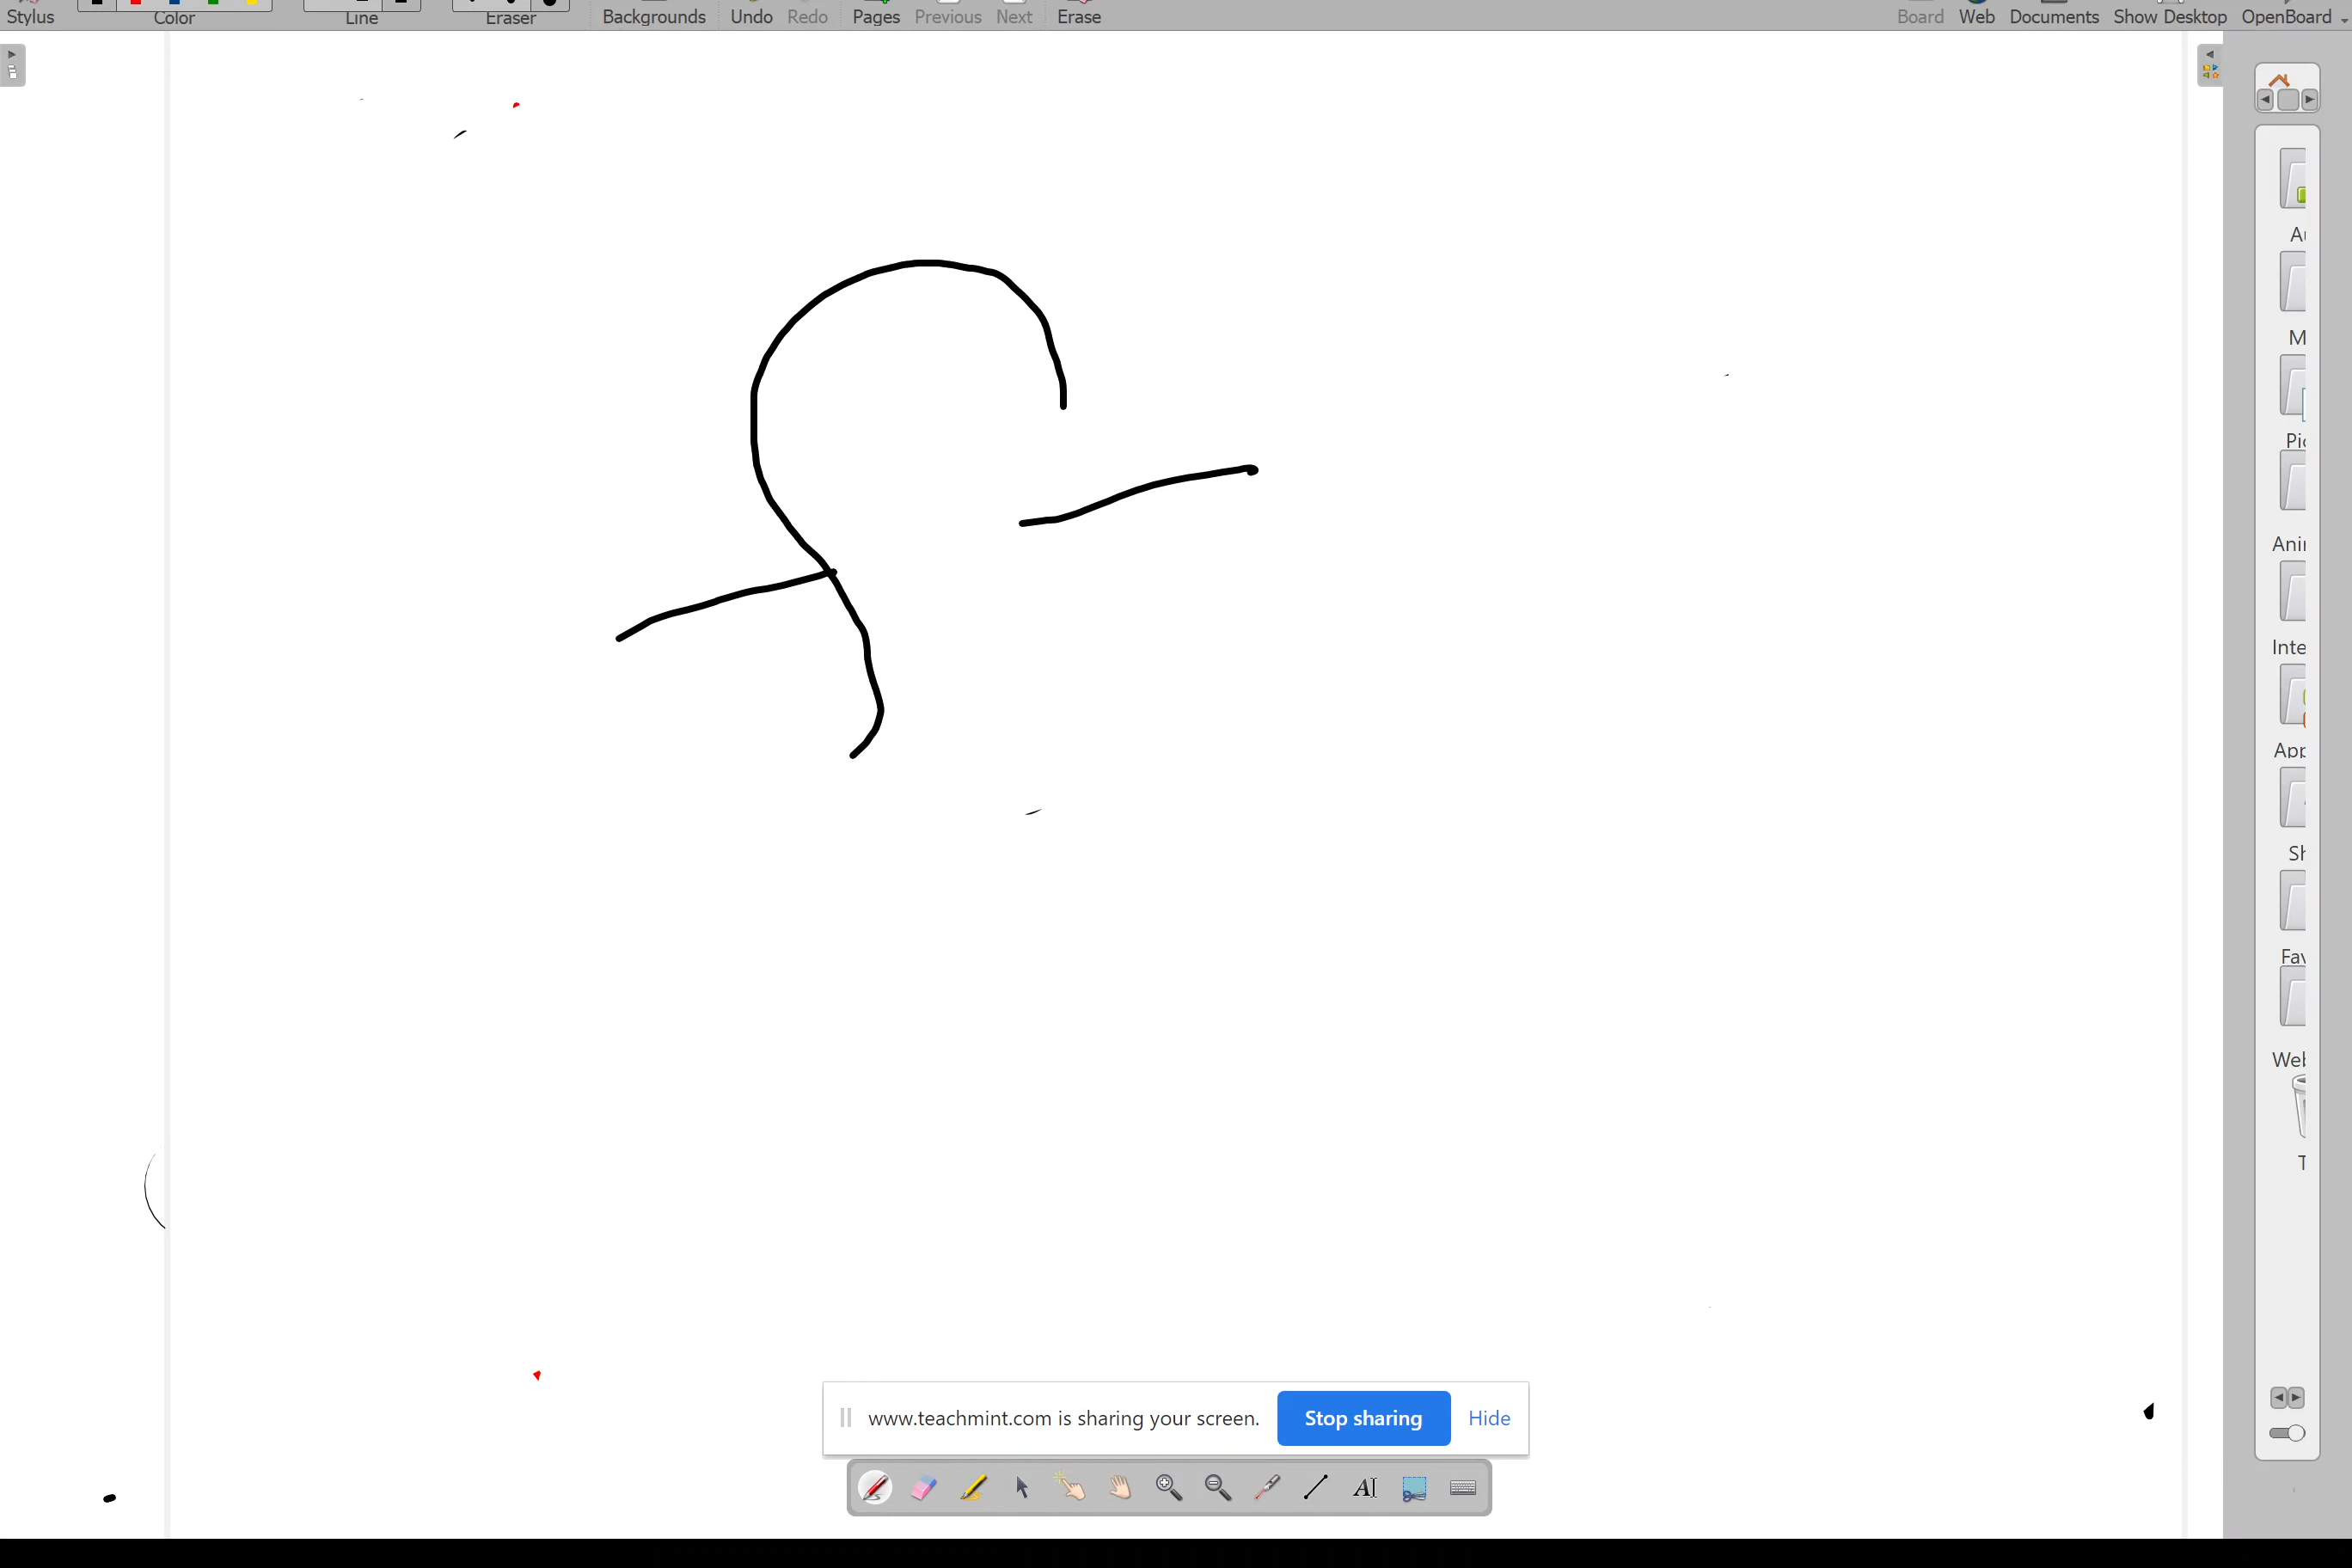 Stylus Color Line Eraser Backgrounds Undo Redo Pages Previous Next Erase Board Web Documents Show Desktop OpenBoard
www.teachmint.com is sharing your screen. Stop sharing Hide